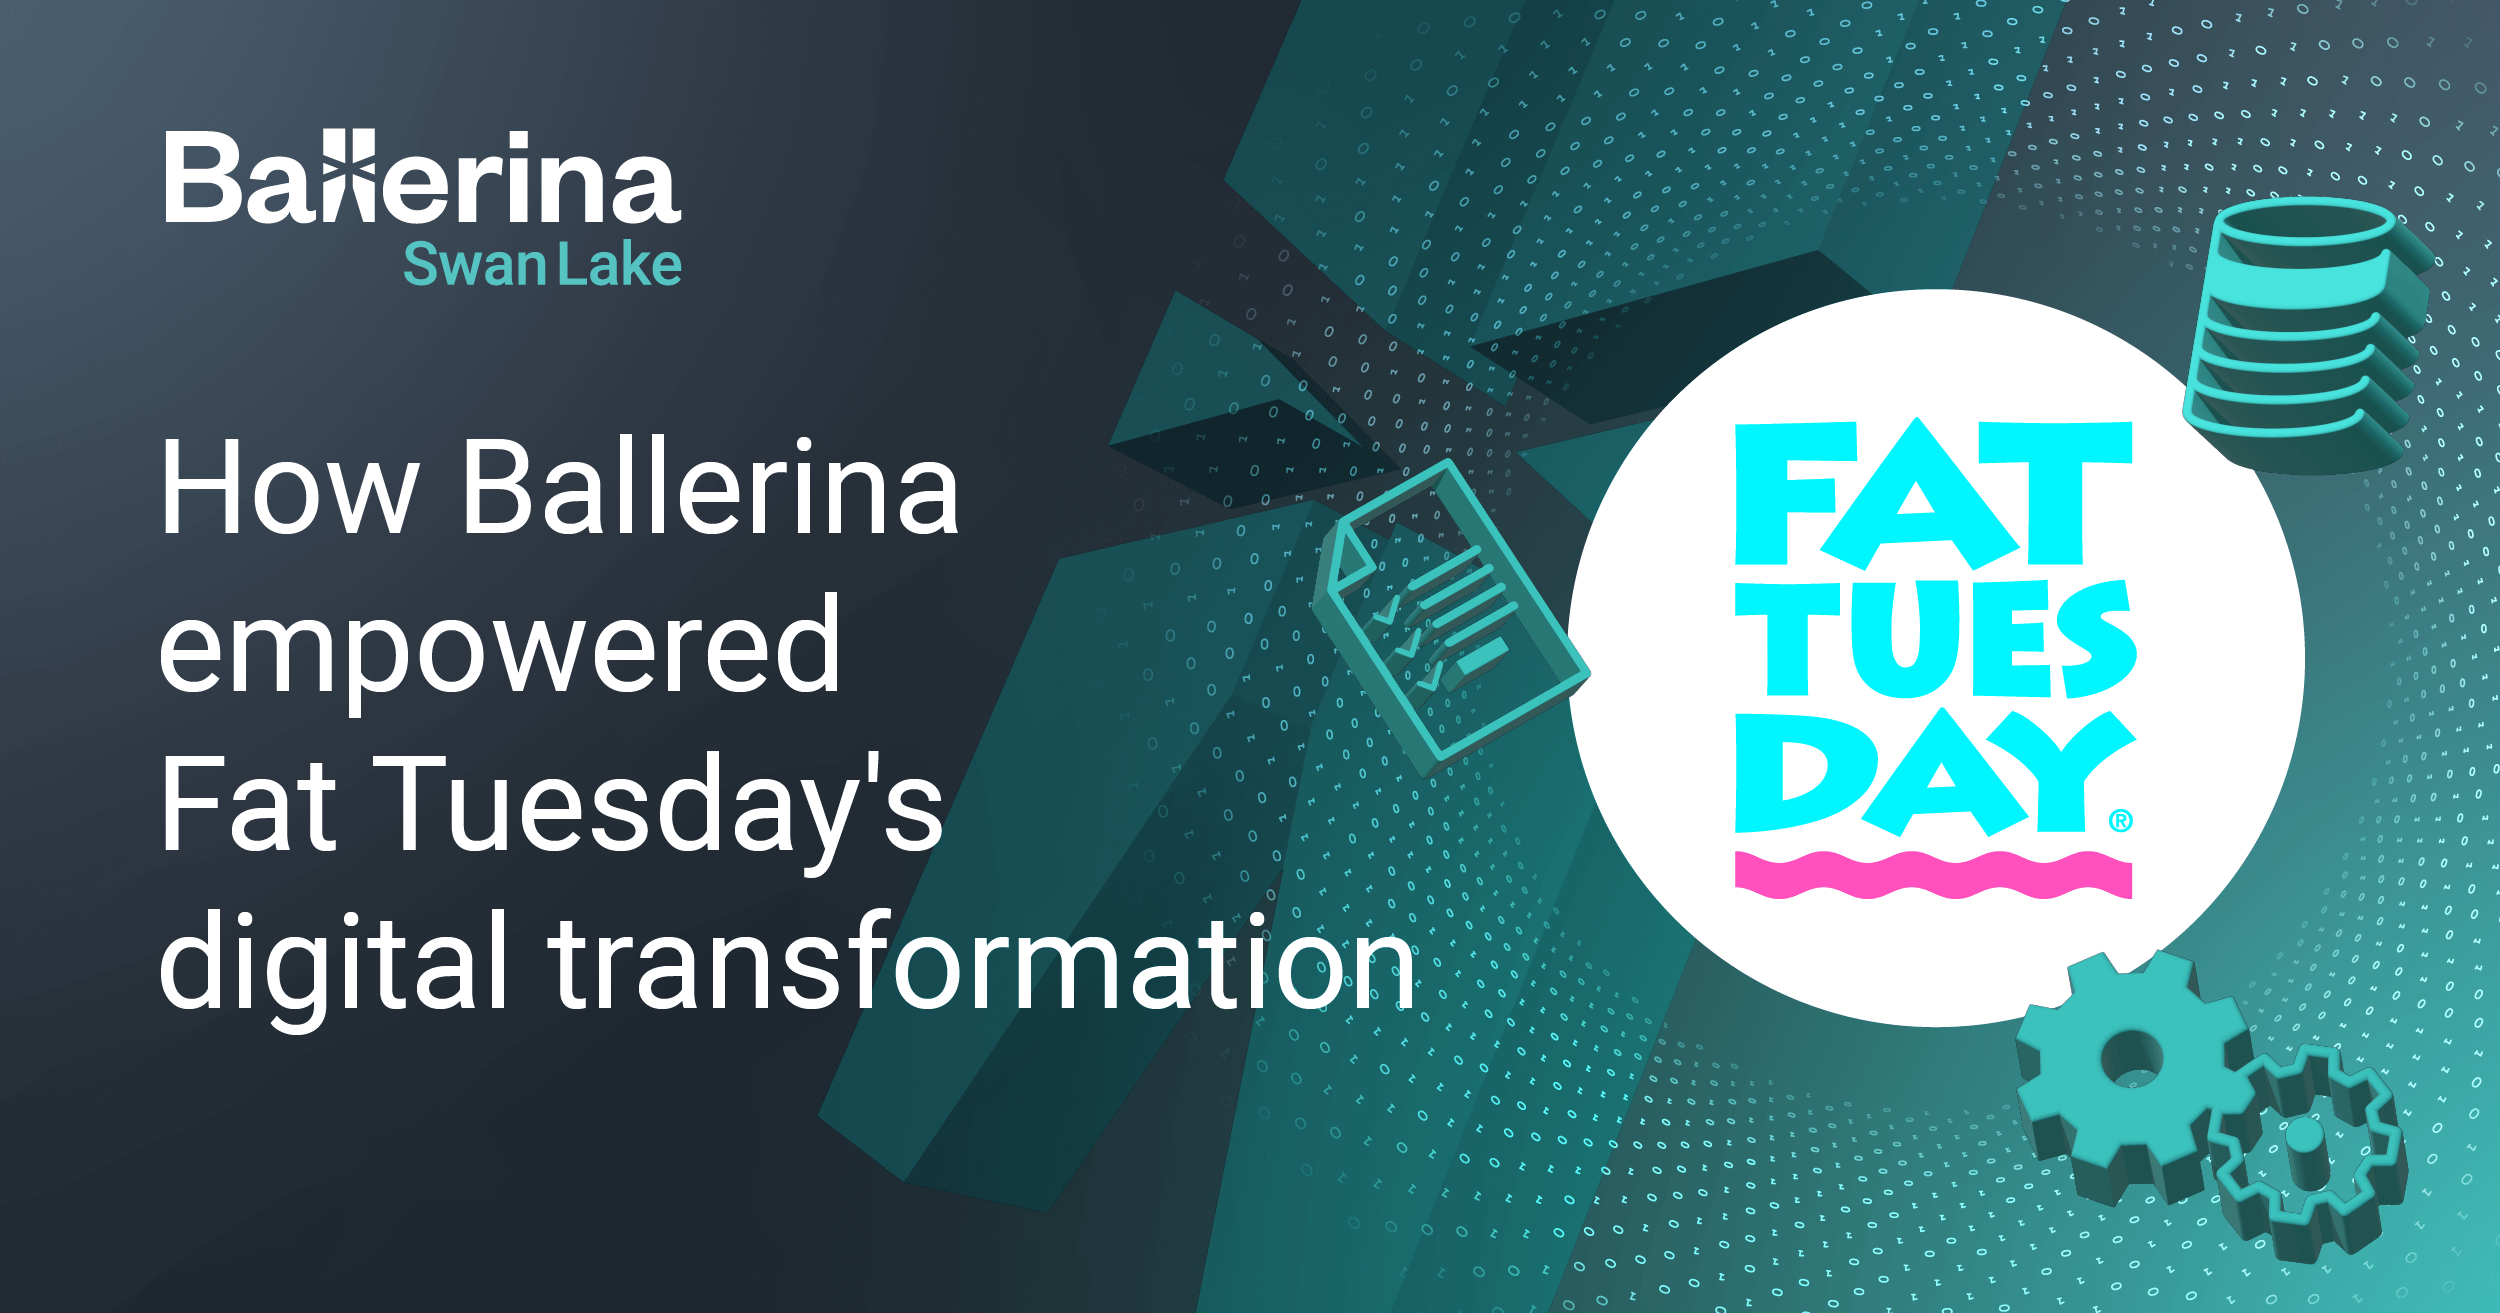 Ballerina
Swan Lake
How Ballerina
empowered
Fat Tuesday's
digital transformation
FAT
TUES
DAY®